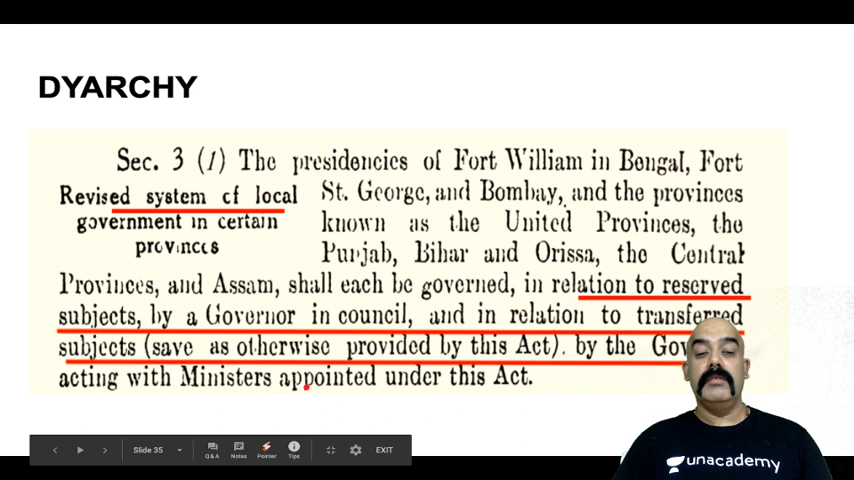 DYARCHY
Sec. 3 (1) The presidencies of Fort William in Bengal, Fort
Revised system of local St. George, and Bombay, and the provinces
government in certain known as the United Provinces, the
provinces Punjab, Bihar and Orissa, the Central
Provinces, and Assam, shall each be governed, in relation to reserved
subjects, by a Governor in council, and in relation to transferred
subjects (save as otherwise provided by this Act), by the
acting with Ministers appointed under this Act.
unacademy
Slide 35
Q&A Notes Pointer Tips EXIT